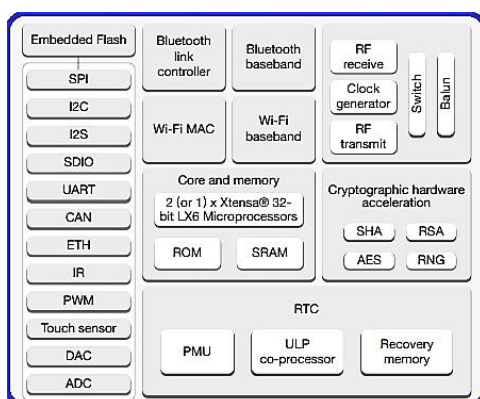 Embedded Flash
SPI
I2C
I2S
SDIO
UART
CAN
ETH
IR
PWM
Touch sensor
DAC
ADC
Bluetooth
link
controller
Bluetooth
baseband
Wi-Fi MAC
Wi-Fi
baseband
RF
receive
Clock
generator
RF
transmit
Switch
Balun
Core and memory
2 (or 1) x Xtensa® 32-
bit LX6 Microprocessors
ROM
SRAM
Cryptographic hardware
acceleration
SHA
RSA
AES
RNG
RTC
PMU
ULP
co-processor
Recovery
memory